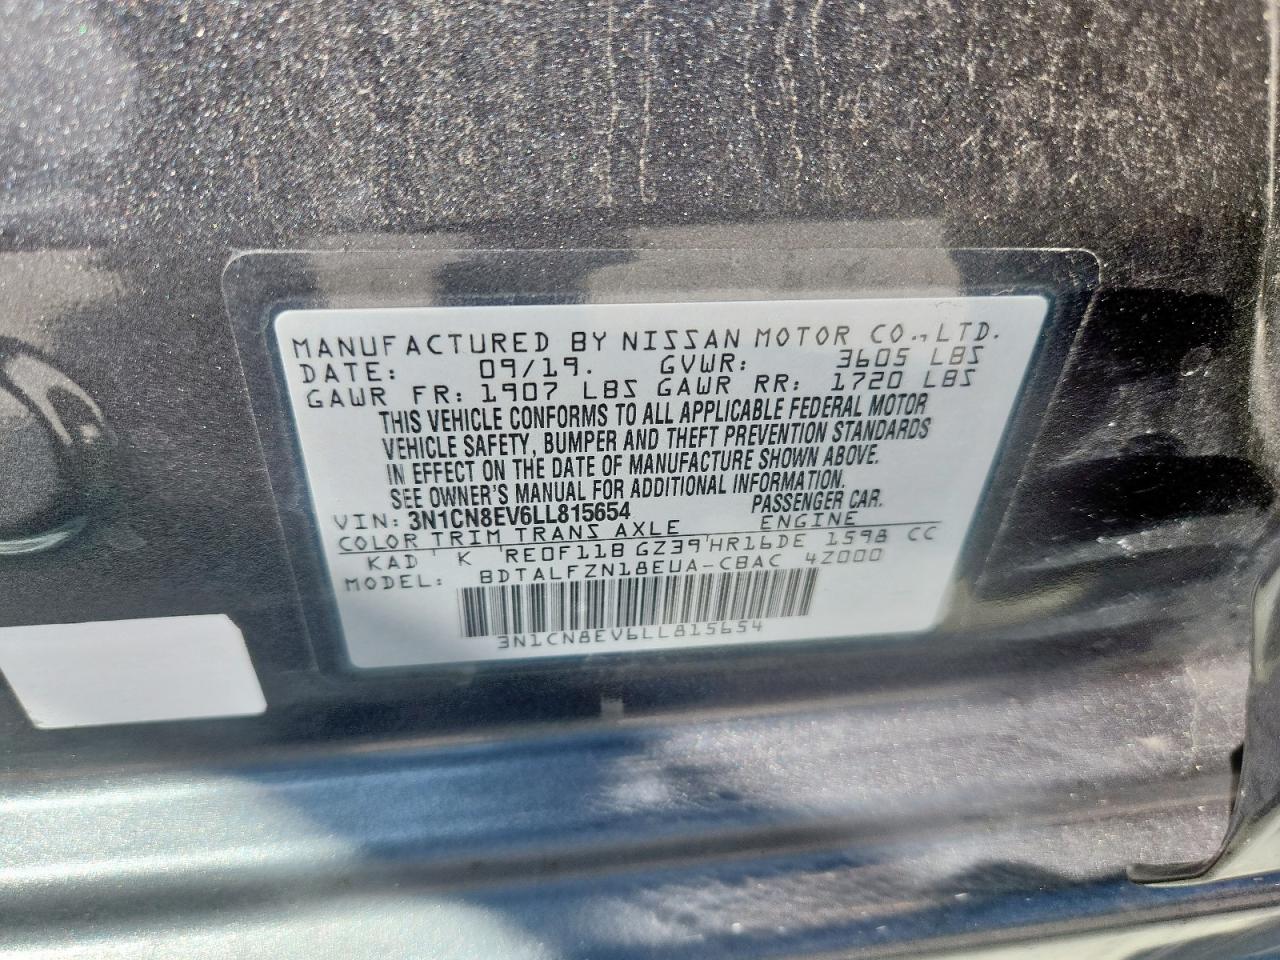 MANUFACTURED BY NISSAN MOTOR CO., LTD.
DATE: 09/19. GVWR: 3605 LBS
GAWR FR: 1907 LBS GAWR RR: 1720 LBS
THIS VEHICLE CONFORMS TO ALL APPLICABLE FEDERAL MOTOR
VEHICLE SAFETY, BUMPER AND THEFT PREVENTION STANDARDS
IN EFFECT ON THE DATE OF MANUFACTURE SHOWN ABOVE.
SEE OWNER'S MANUAL FOR ADDITIONAL INFORMATION.
VIN: 3N1CN8EV6LL815654 PASSENGER CAR.
COLOR TRIM TRANS AXLE ENGINE
KAD K RE0F11B GZ39 HR16DE 1598 CC
MODEL: BDTALFZN18EUA-CBAC 4Z000
3N1CN8EV6LL815654